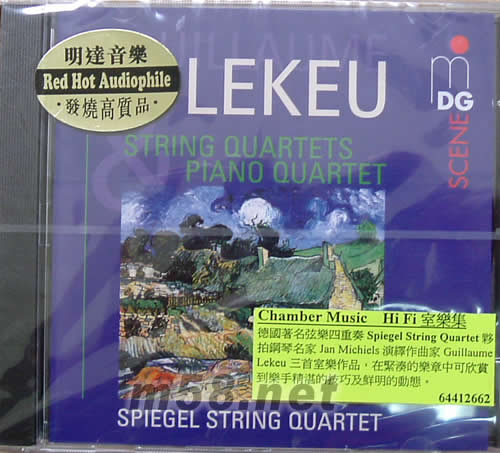 明達音樂
Red Hot Audiophile
發燒高質品
GUILLAUME
LEKEU
MDG
SCENE
STRING QUARTETS
PIANO QUARTET
Chamber Music Hi Fi 室樂集
德國著名弦樂四重奏 Spiegel String Quartet 夥
拍鋼琴名家 Jan Michiels 演繹作曲家 Guillaume
Lekeu 三首室樂作品，在緊湊的樂章中可欣賞
到樂手精湛的技巧及鮮明的動態。
64412662
m58.net
SPIEGEL STRING QUARTET